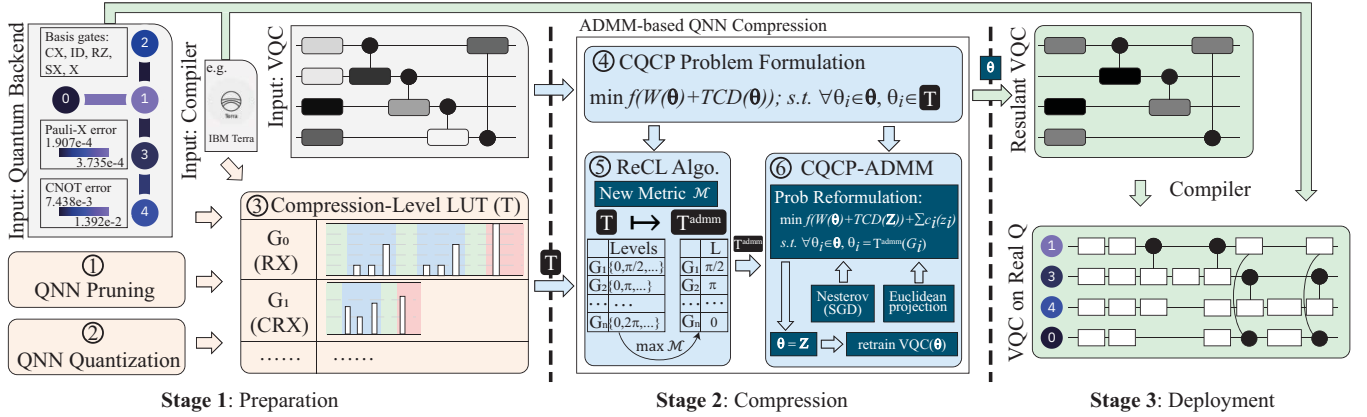 Input: Quantum Backend
Basis gates:
CX, ID, RZ,
SX, X
2
0
1
3
4
Pauli-X error
1.907e-4
3.735e-4
CNOT error
7.438e-3
1.392e-2
Input: Compiler
e.g.
Terra
IBM Terra
Input: VQC
① QNN Pruning
② QNN Quantization
③ Compression-Level LUT (T)
G0
(RX)
G1
(CRX)
……
……
T
ADMM-based QNN Compression
④ CQCP Problem Formulation
min f(W(θ)+TCD(θ)); s.t. ∀θi∈θ, θi∈ T
⑤ ReCL Algo.
New Metric ℳ
T ↦ T^admm
Levels
G1 {0,π/2,...}
G2 {0,π,...}
…… ……
Gn {0,2π,...}
L
G1 π/2
G2 π
…… …
Gn 0
max ℳ
T^admm
⑥ CQCP-ADMM
Prob Reformulation:
min f(W(θ)+TCD(Z))+∑ci(zi)
s.t. ∀θi∈θ, θi = T^admm(Gi)
Nesterov
(SGD)
Euclidean
projection
θ = Z
retrain VQC(θ)
θ
Resulant VQC
Compiler
VQC on Real Q
1
3
4
0
Stage 1: Preparation
Stage 2: Compression
Stage 3: Deployment